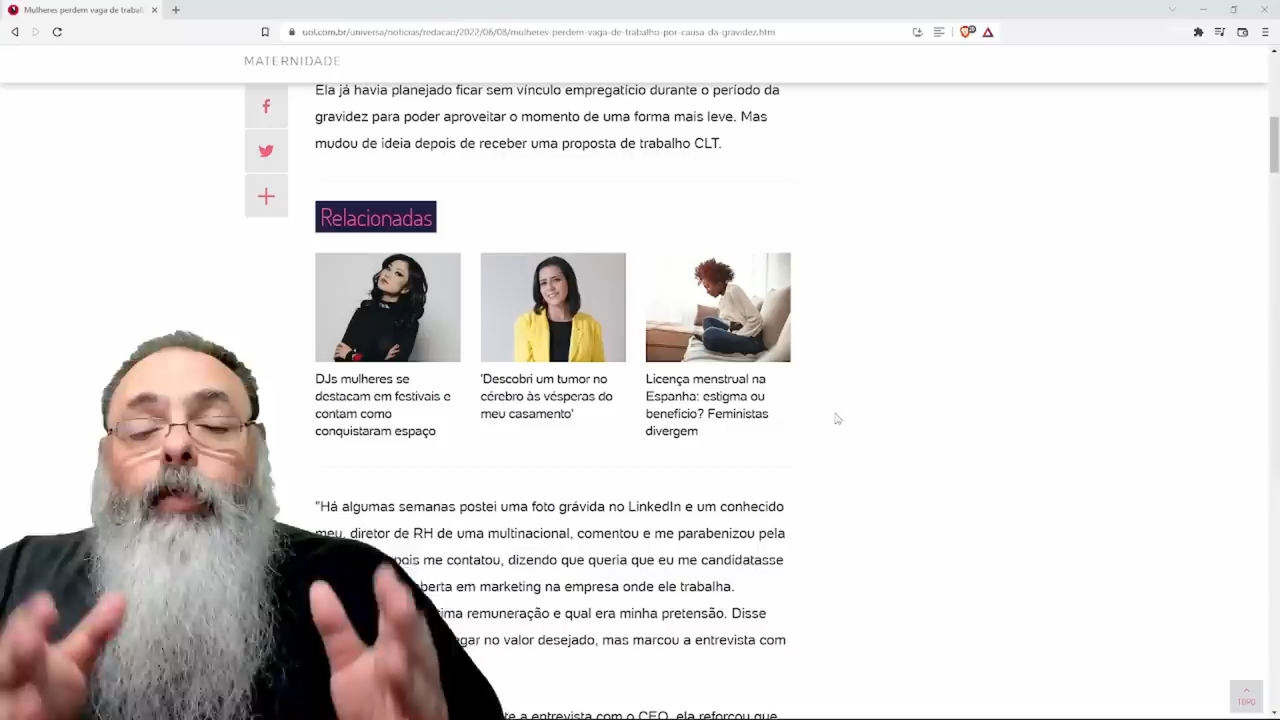 Mulheres perdem vaga de trabal
uol.com.br/universa/noticias/redacao/2022/06/08/mulheres-perdem-vaga-de-trabalho-por-causa-da-gravidez.htm
MATERNIDADE
Ela já havia planejado ficar sem vínculo empregatício durante o período da
gravidez para poder aproveitar o momento de uma forma mais leve. Mas
mudou de ideia depois de receber uma proposta de trabalho CLT.
Relacionadas
DJs mulheres se
destacam em festivais e
contam como
conquistaram espaço
'Descobri um tumor no
cérebro às vésperas do
meu casamento'
Licença menstrual na
Espanha: estigma ou
benefício? Feministas
divergem
"Há algumas semanas postei uma foto grávida no LinkedIn e um conhecido
meu, diretor de RH de uma multinacional, comentou e me parabenizou pela
me contatou, dizendo que queria que eu me candidatasse
em marketing na empresa onde ele trabalha.
remuneração e qual era minha pretensão. Disse
no valor desejado, mas marcou a entrevista com
a entrevista com o CEO, ela reforçou que
TOPO